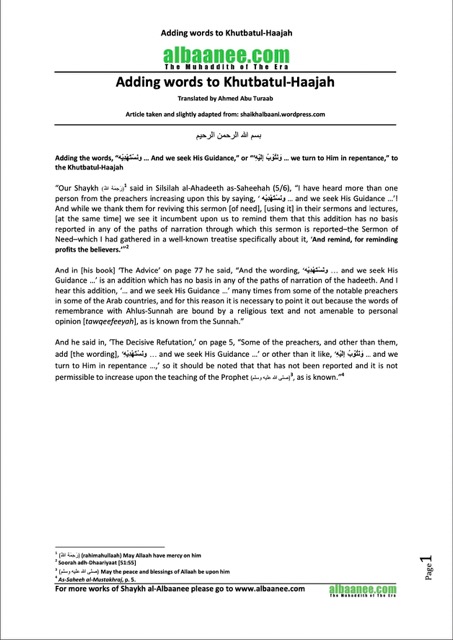 Adding words to Khutbatul-Haajah
albaanee.com
The Muhaddith of The Era
Adding words to Khutbatul-Haajah
Translated by Ahmed Abu Turaab
Article taken and slightly adapted from: shaikhalbaani.wordpress.com
بسم الله الرحمن الرحيم
Adding the words, “وَنَسْتَهْدِيْهِ ... And we seek His Guidance,” or “وَنَتُوْبُ إِلَيْهِ ... we turn to Him in repentance,” to
the Khutbatul-Haajah
“Our Shaykh (رَحِمَهُ اللهُ)1 said in Silsilah al-Ahadeeth as-Saheehah (5/6), “I have heard more than one
person from the preachers increasing upon this by saying, ‘ وَنَسْتَهْدِيْهِ ... and we seek His Guidance ...’!
And while we thank them for reviving this sermon [of need], [using it] in their sermons and lectures,
[at the same time] we see it incumbent upon us to remind them that this addition has no basis
reported in any of the paths of narration through which this sermon is reported–the Sermon of
Need–which I had gathered in a well-known treatise specifically about it, ‘And remind, for reminding
profits the believers.’”2
And in [his book] ‘The Advice’ on page 77 he said, “And the wording, ‘وَنَسْتَهْدِيْهِ ... and we seek His
Guidance ...’ is an addition which has no basis in any of the paths of narration of the hadeeth. And I
hear this addition, ‘... and we seek His Guidance ...’ many times from some of the notable preachers
in some of the Arab countries, and for this reason it is necessary to point it out because the words of
remembrance with Ahlus-Sunnah are bound by a religious text and not amenable to personal
opinion [tawqeefeeyah], as is known from the Sunnah.”
And he said in, ‘The Decisive Refutation,’ on page 5, “Some of the preachers, and other than them,
add [the wording], ‘وَنَسْتَهْدِيْهِ ... and we seek His Guidance ...’ or other than it like, ‘وَنَتُوْبُ إِلَيْهِ .. and we
turn to Him in repentance ...,’ so it should be noted that that has not been reported and it is not
permissible to increase upon the teaching of the Prophet (صلى الله عليه وسلم)3, as is known.”4
1 (رَحِمَهُ اللهُ) (rahimahullaah) May Allaah have mercy on him
2 Soorah adh-Dhaariyaat [51:55]
3 (صلى الله عليه وسلم) May the peace and blessings of Allaah be upon him
4 As-Saheeh al-Mustakhraj, p. 5.
For more works of Shaykh al-Albaanee please go to www.albaanee.com
albaanee.com
The Muhaddith of The Era
Page 1